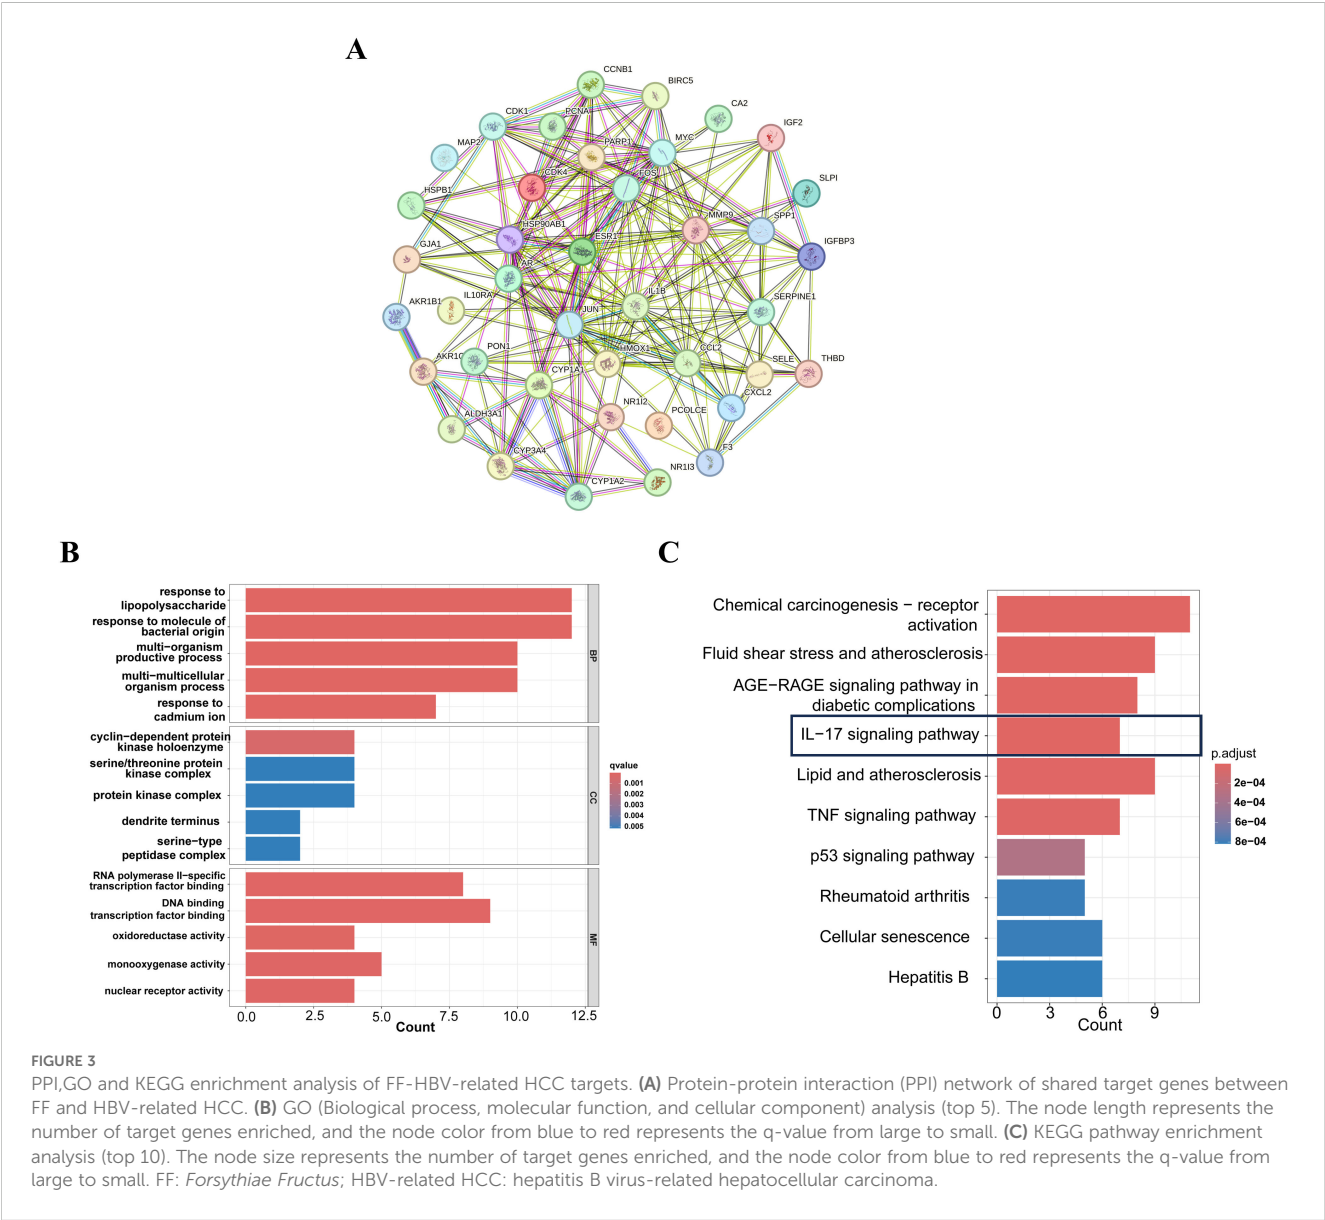 A
CCNB1
BIRC5
CA2
CDK1
PCNA
IGF2
MYC
MAP2
PARP1
CDK4
FOS
SLPI
HSPB1
MMP9
SPP1
HSP90AB1
ESR1
IGFBP3
GJA1
AR
IL10RA
IL1B
AKR1B1
JUN
SERPINE1
PON1
HMOX1
CCL2
AKR1C
SELE
THBD
CYP1A1
CXCL2
NR1I2
PCOLCE
ALDH3A1
F3
CYP3A4
NR1I3
CYP1A2
B
response to
lipopolysaccharide
response to molecule of
bacterial origin
multi-organism
productive process
multi-multicellular
organism process
response to
cadmium ion
BP
cyclin-dependent protein
kinase holoenzyme
serine/threonine protein
kinase complex
protein kinase complex
dendrite terminus
serine-type
peptidase complex
CC
RNA polymerase II-specific
transcription factor binding
DNA binding
transcription factor binding
oxidoreductase activity
monooxygenase activity
nuclear receptor activity
MF
0.0 2.5 5.0 7.5 10.0 12.5
Count
qvalue
0.001
0.002
0.003
0.004
0.005
C
Chemical carcinogenesis − receptor
activation
Fluid shear stress and atherosclerosis
AGE−RAGE signaling pathway in
diabetic complications
IL−17 signaling pathway
Lipid and atherosclerosis
TNF signaling pathway
p53 signaling pathway
Rheumatoid arthritis
Cellular senescence
Hepatitis B
0 3 6 9
Count
p.adjust
2e−04
4e−04
6e−04
8e−04
FIGURE 3
PPI,GO and KEGG enrichment analysis of FF-HBV-related HCC targets. (A) Protein-protein interaction (PPI) network of shared target genes between
FF and HBV-related HCC. (B) GO (Biological process, molecular function, and cellular component) analysis (top 5). The node length represents the
number of target genes enriched, and the node color from blue to red represents the q-value from large to small. (C) KEGG pathway enrichment
analysis (top 10). The node size represents the number of target genes enriched, and the node color from blue to red represents the q-value from
large to small. FF: Forsythiae Fructus; HBV-related HCC: hepatitis B virus-related hepatocellular carcinoma.